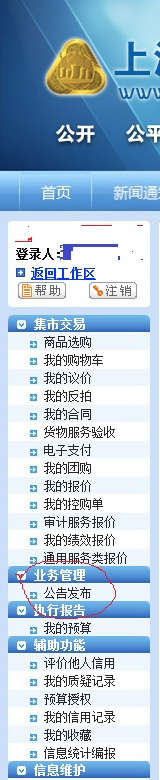 上海
www
公开 公平
首页 新闻通知
登录人:
返回工作区
帮助 注销
集市交易
商品选购
我的购物车
我的议价
我的反拍
我的合同
货物服务验收
电子支付
我的团购
我的报价
我的控购单
审计服务报价
我的绩效报价
通用服务类报价
业务管理
公告发布
执行报告
我的预算
辅助功能
评价他人信用
我的质疑记录
预算授权
我的信用记录
我的收藏
信息统计编报
信息维护